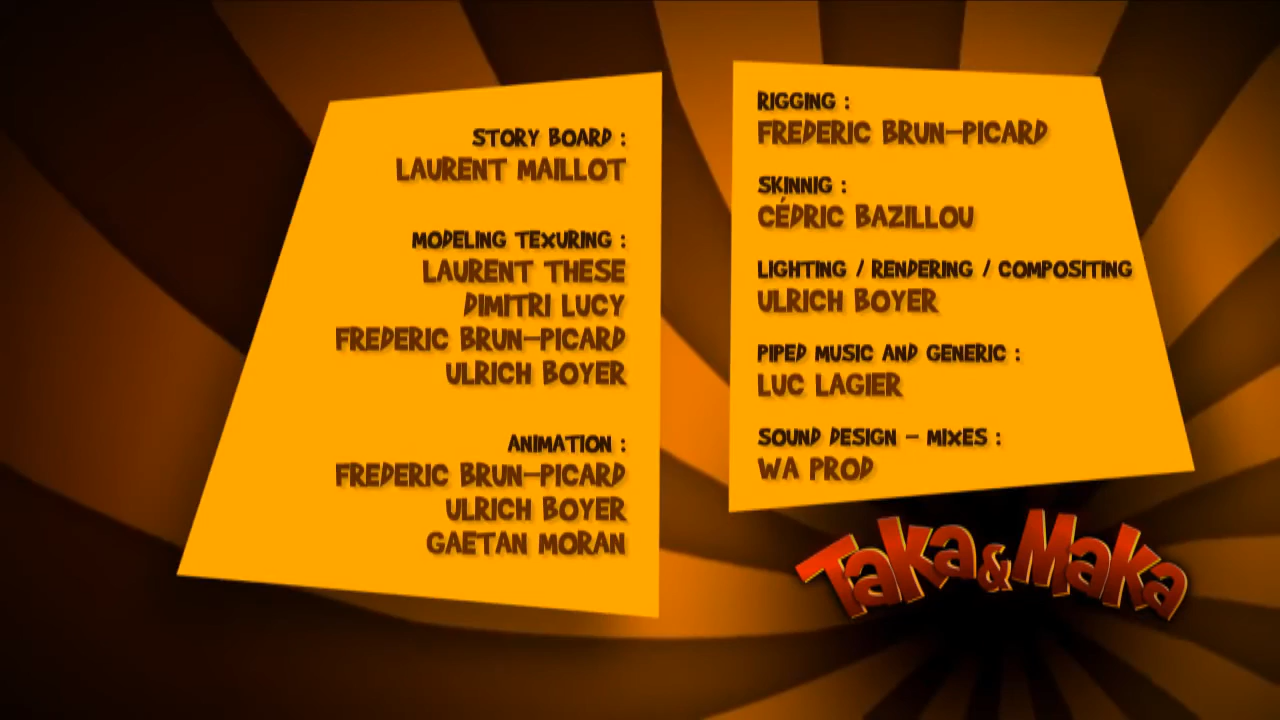 STORY BOARD :
LAURENT MAILLOT
MODELING TEXURING :
LAURENT THESE
DIMITRI LUCY
FREDERIC BRUN-PICARD
ULRICH BOYER
ANIMATION :
FREDERIC BRUN-PICARD
ULRICH BOYER
GAETAN MORAN
RIGGING :
FREDERIC BRUN-PICARD
SKINNIG :
CÉDRIC BAZILLOU
LIGHTING / RENDERING / COMPOSITING
ULRICH BOYER
PIPED MUSIC AND GENERIC :
LUC LAGIER
SOUND DESIGN - MIXES :
WA PROD
Taka & Maka